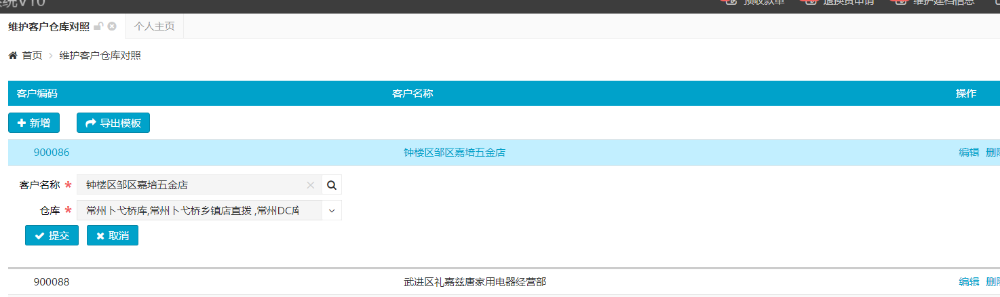 系统V10
预收款单 退换货申请 维护建档信息
维护客户仓库对照 个人主页
首页 > 维护客户仓库对照
客户编码 客户名称 操作
新增 导出模板
900086 钟楼区邹区嘉培五金店 编辑
客户名称 * 钟楼区邹区嘉培五金店
仓库 * 常州卜弋桥库,常州卜弋桥乡镇店直拨 ,常州DC库
提交 取消
900088 武进区礼嘉兹唐家用电器经营部 编辑